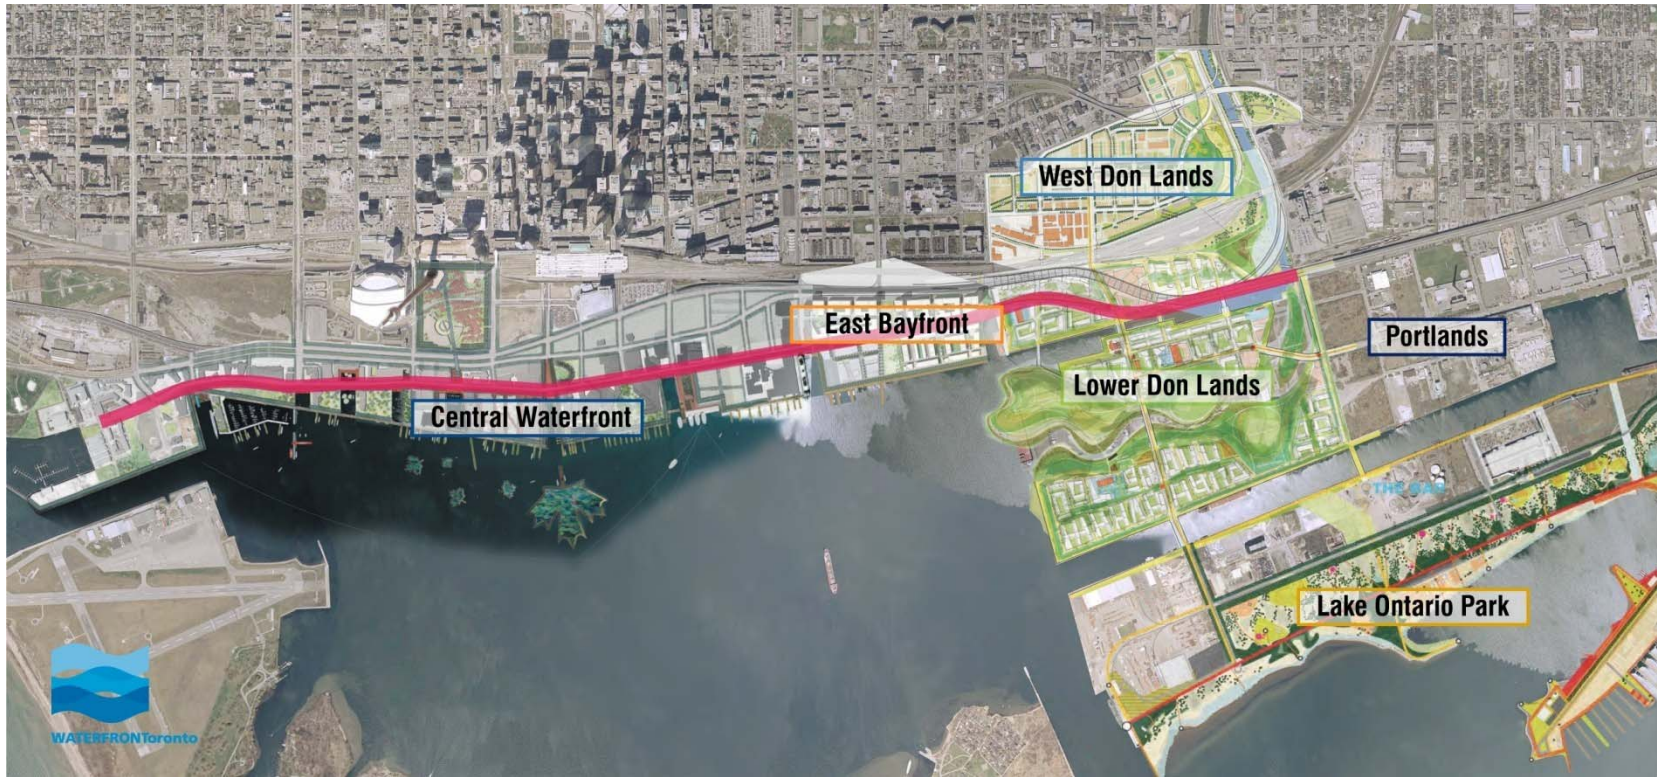 West Don Lands
East Bayfront
Portlands
Lower Don Lands
Central Waterfront
Lake Ontario Park
WATERFRONToronto